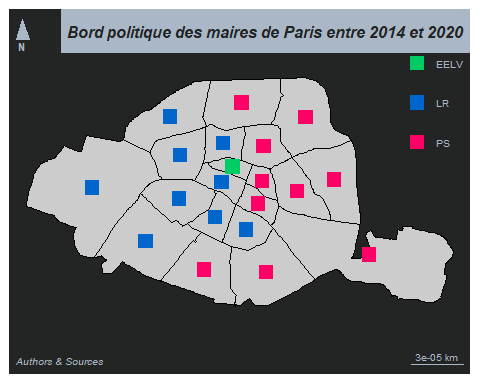 Bord politique des maires de Paris entre 2014 et 2020
N
EELV
LR
PS
Authors & Sources
3e-05 km